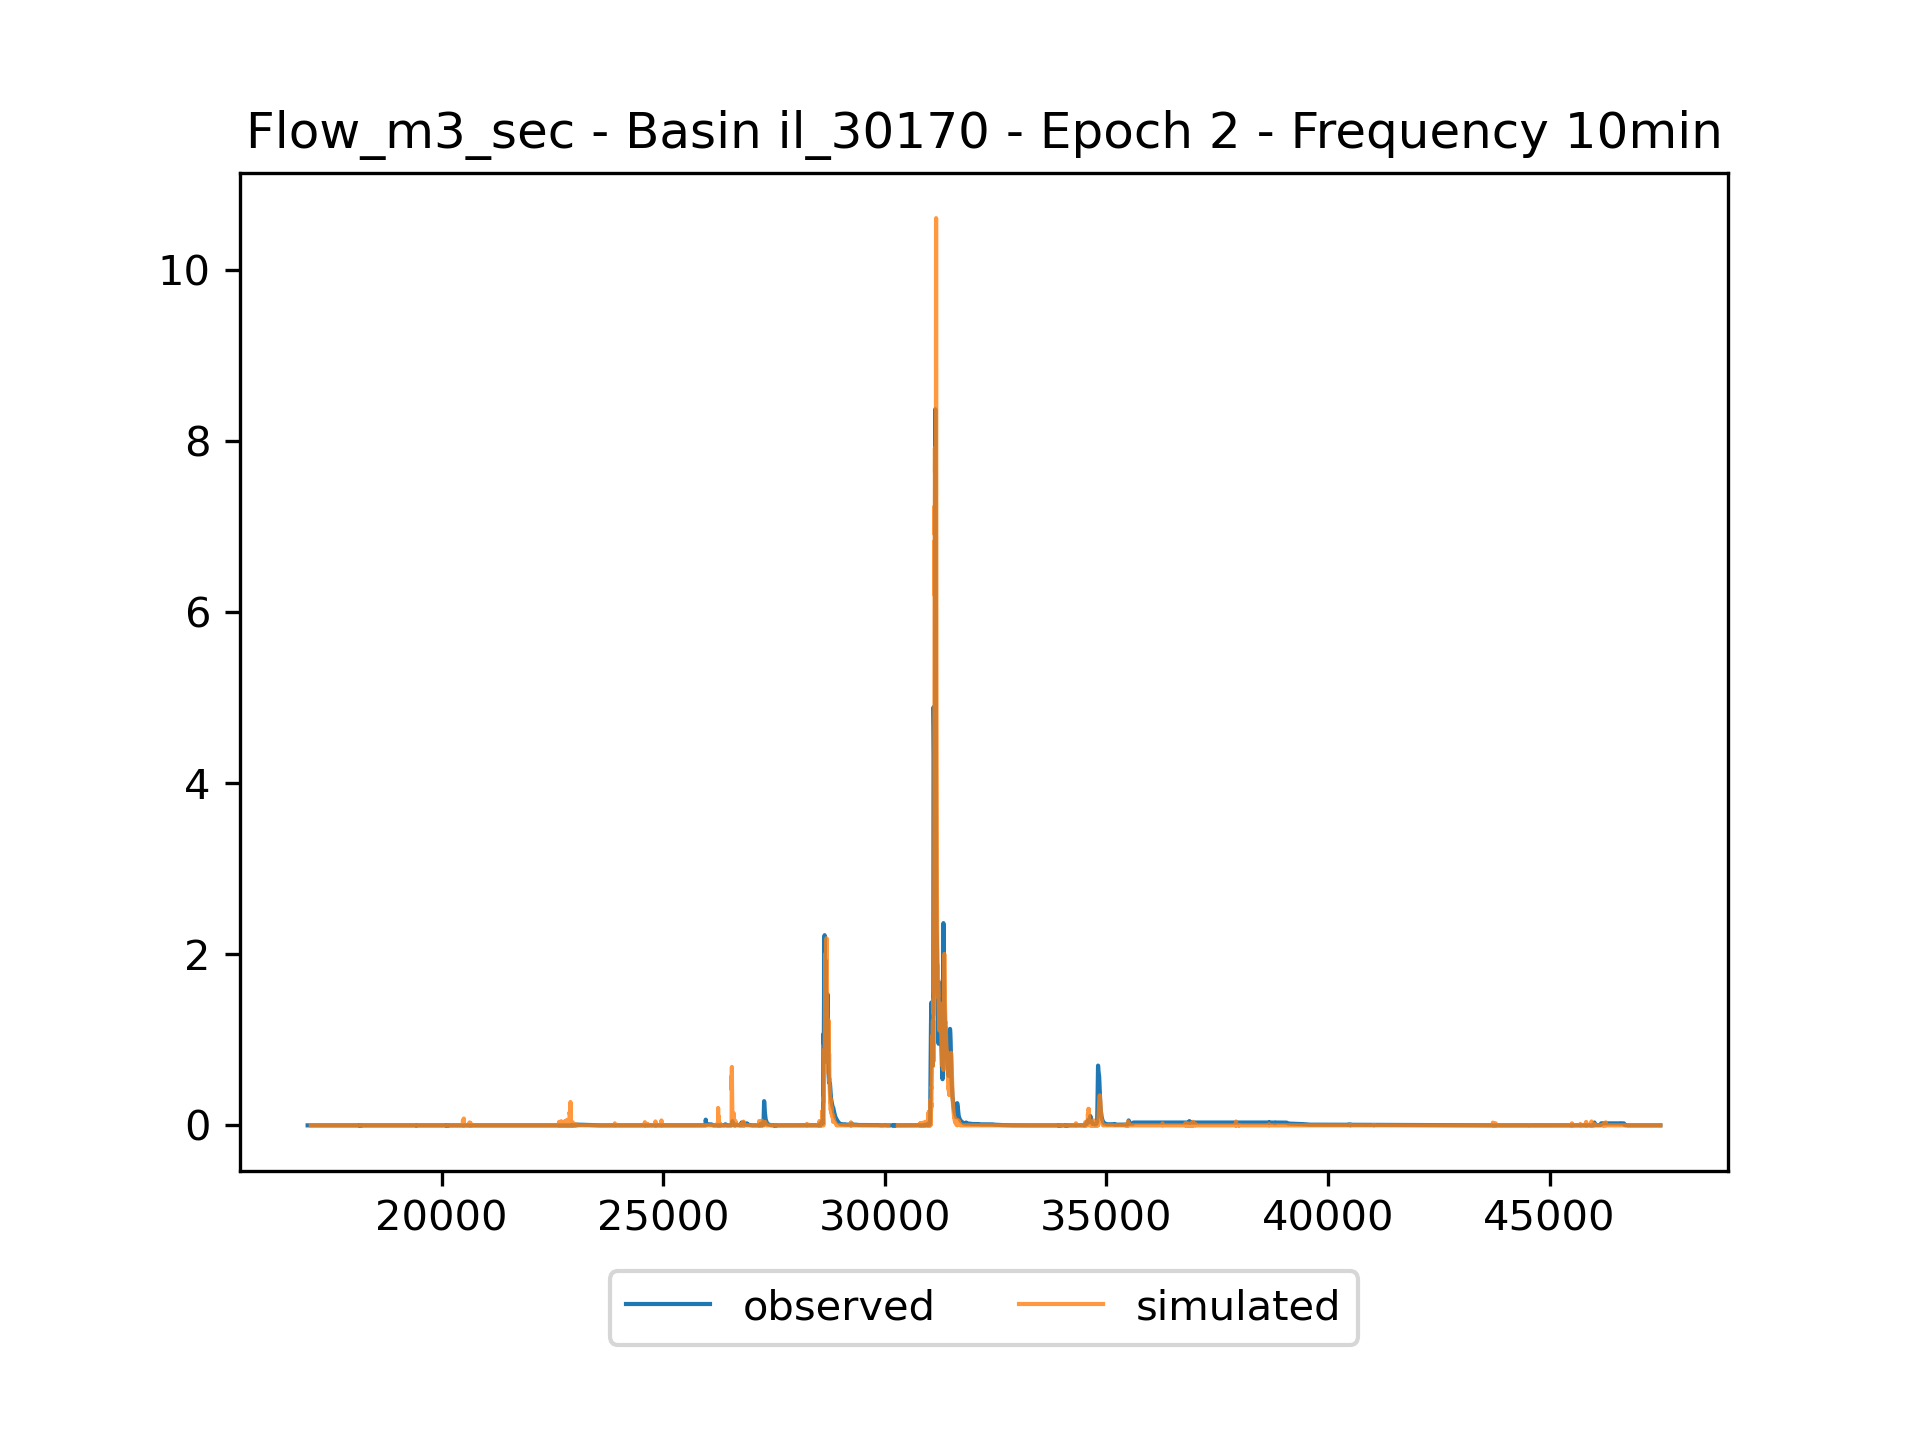 Flow_m3_sec - Basin il_30170 - Epoch 2 - Frequency 10min
10
8
6
4
2
0
20000 25000 30000 35000 40000 45000
observed simulated